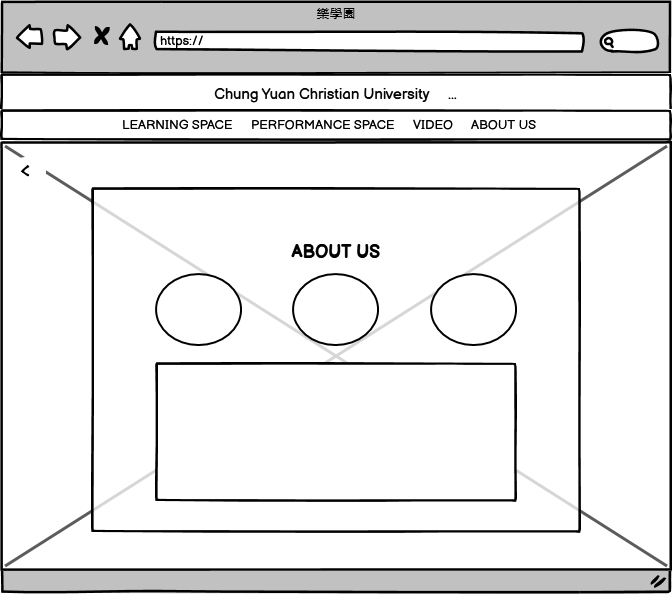 樂學園
https://
Chung Yuan Christian University ...
LEARNING SPACE PERFORMANCE SPACE VIDEO ABOUT US
<
ABOUT US